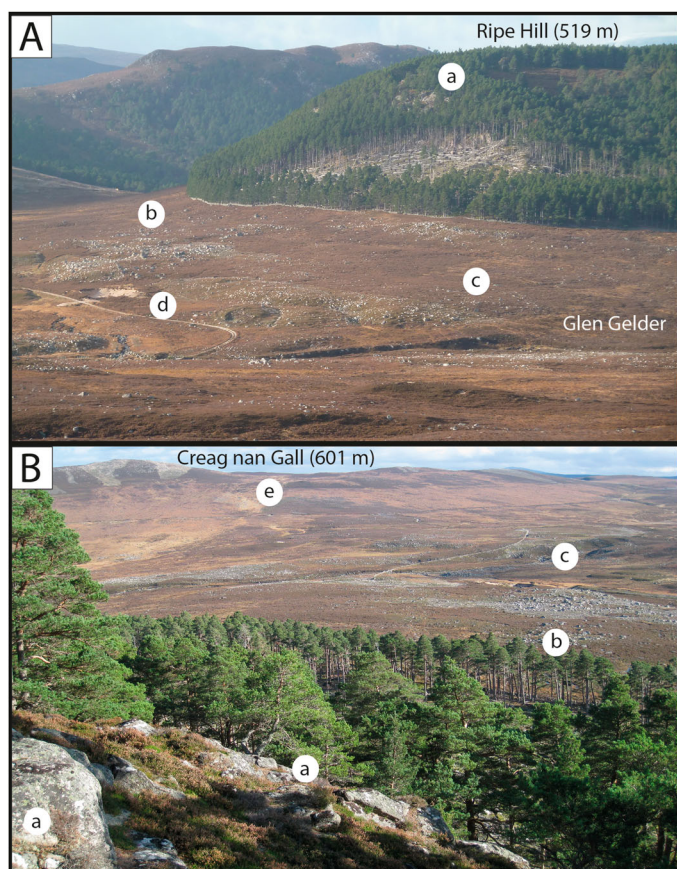 A
Ripe Hill (519 m)
a
b
c
d
Glen Gelder
B
Creag nan Gall (601 m)
e
c
b
a
a